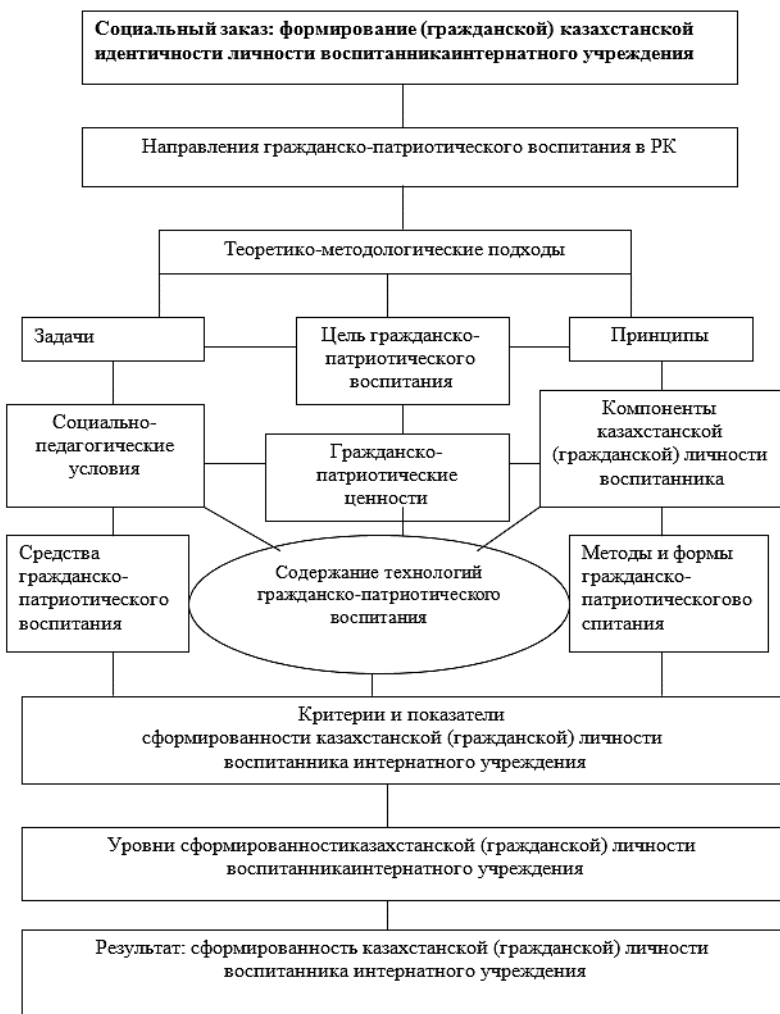 Социальный заказ: формирование (гражданской) казахстанской
идентичности личности воспитанникаинтернатного учреждения
Направления гражданско-патриотического воспитания в РК
Теоретико-методологические подходы
Задачи
Цель гражданско-
патриотического
воспитания
Принципы
Социально-
педагогические
условия
Гражданско-
патриотические
ценности
Компоненты
казахстанской
(гражданской) личности
воспитанника
Средства
гражданско-
патриотического
воспитания
Содержание технологий
гражданско-патриотического
воспитания
Методы и формы
гражданско-
патриотическогово
спитания
Критерии и показатели
сформированности казахстанской (гражданской) личности
воспитанника интернатного учреждения
Уровни сформированностиказахстанской (гражданской) личности
воспитанникаинтернатного учреждения
Результат: сформированность казахстанской (гражданской) личности
воспитанника интернатного учреждения